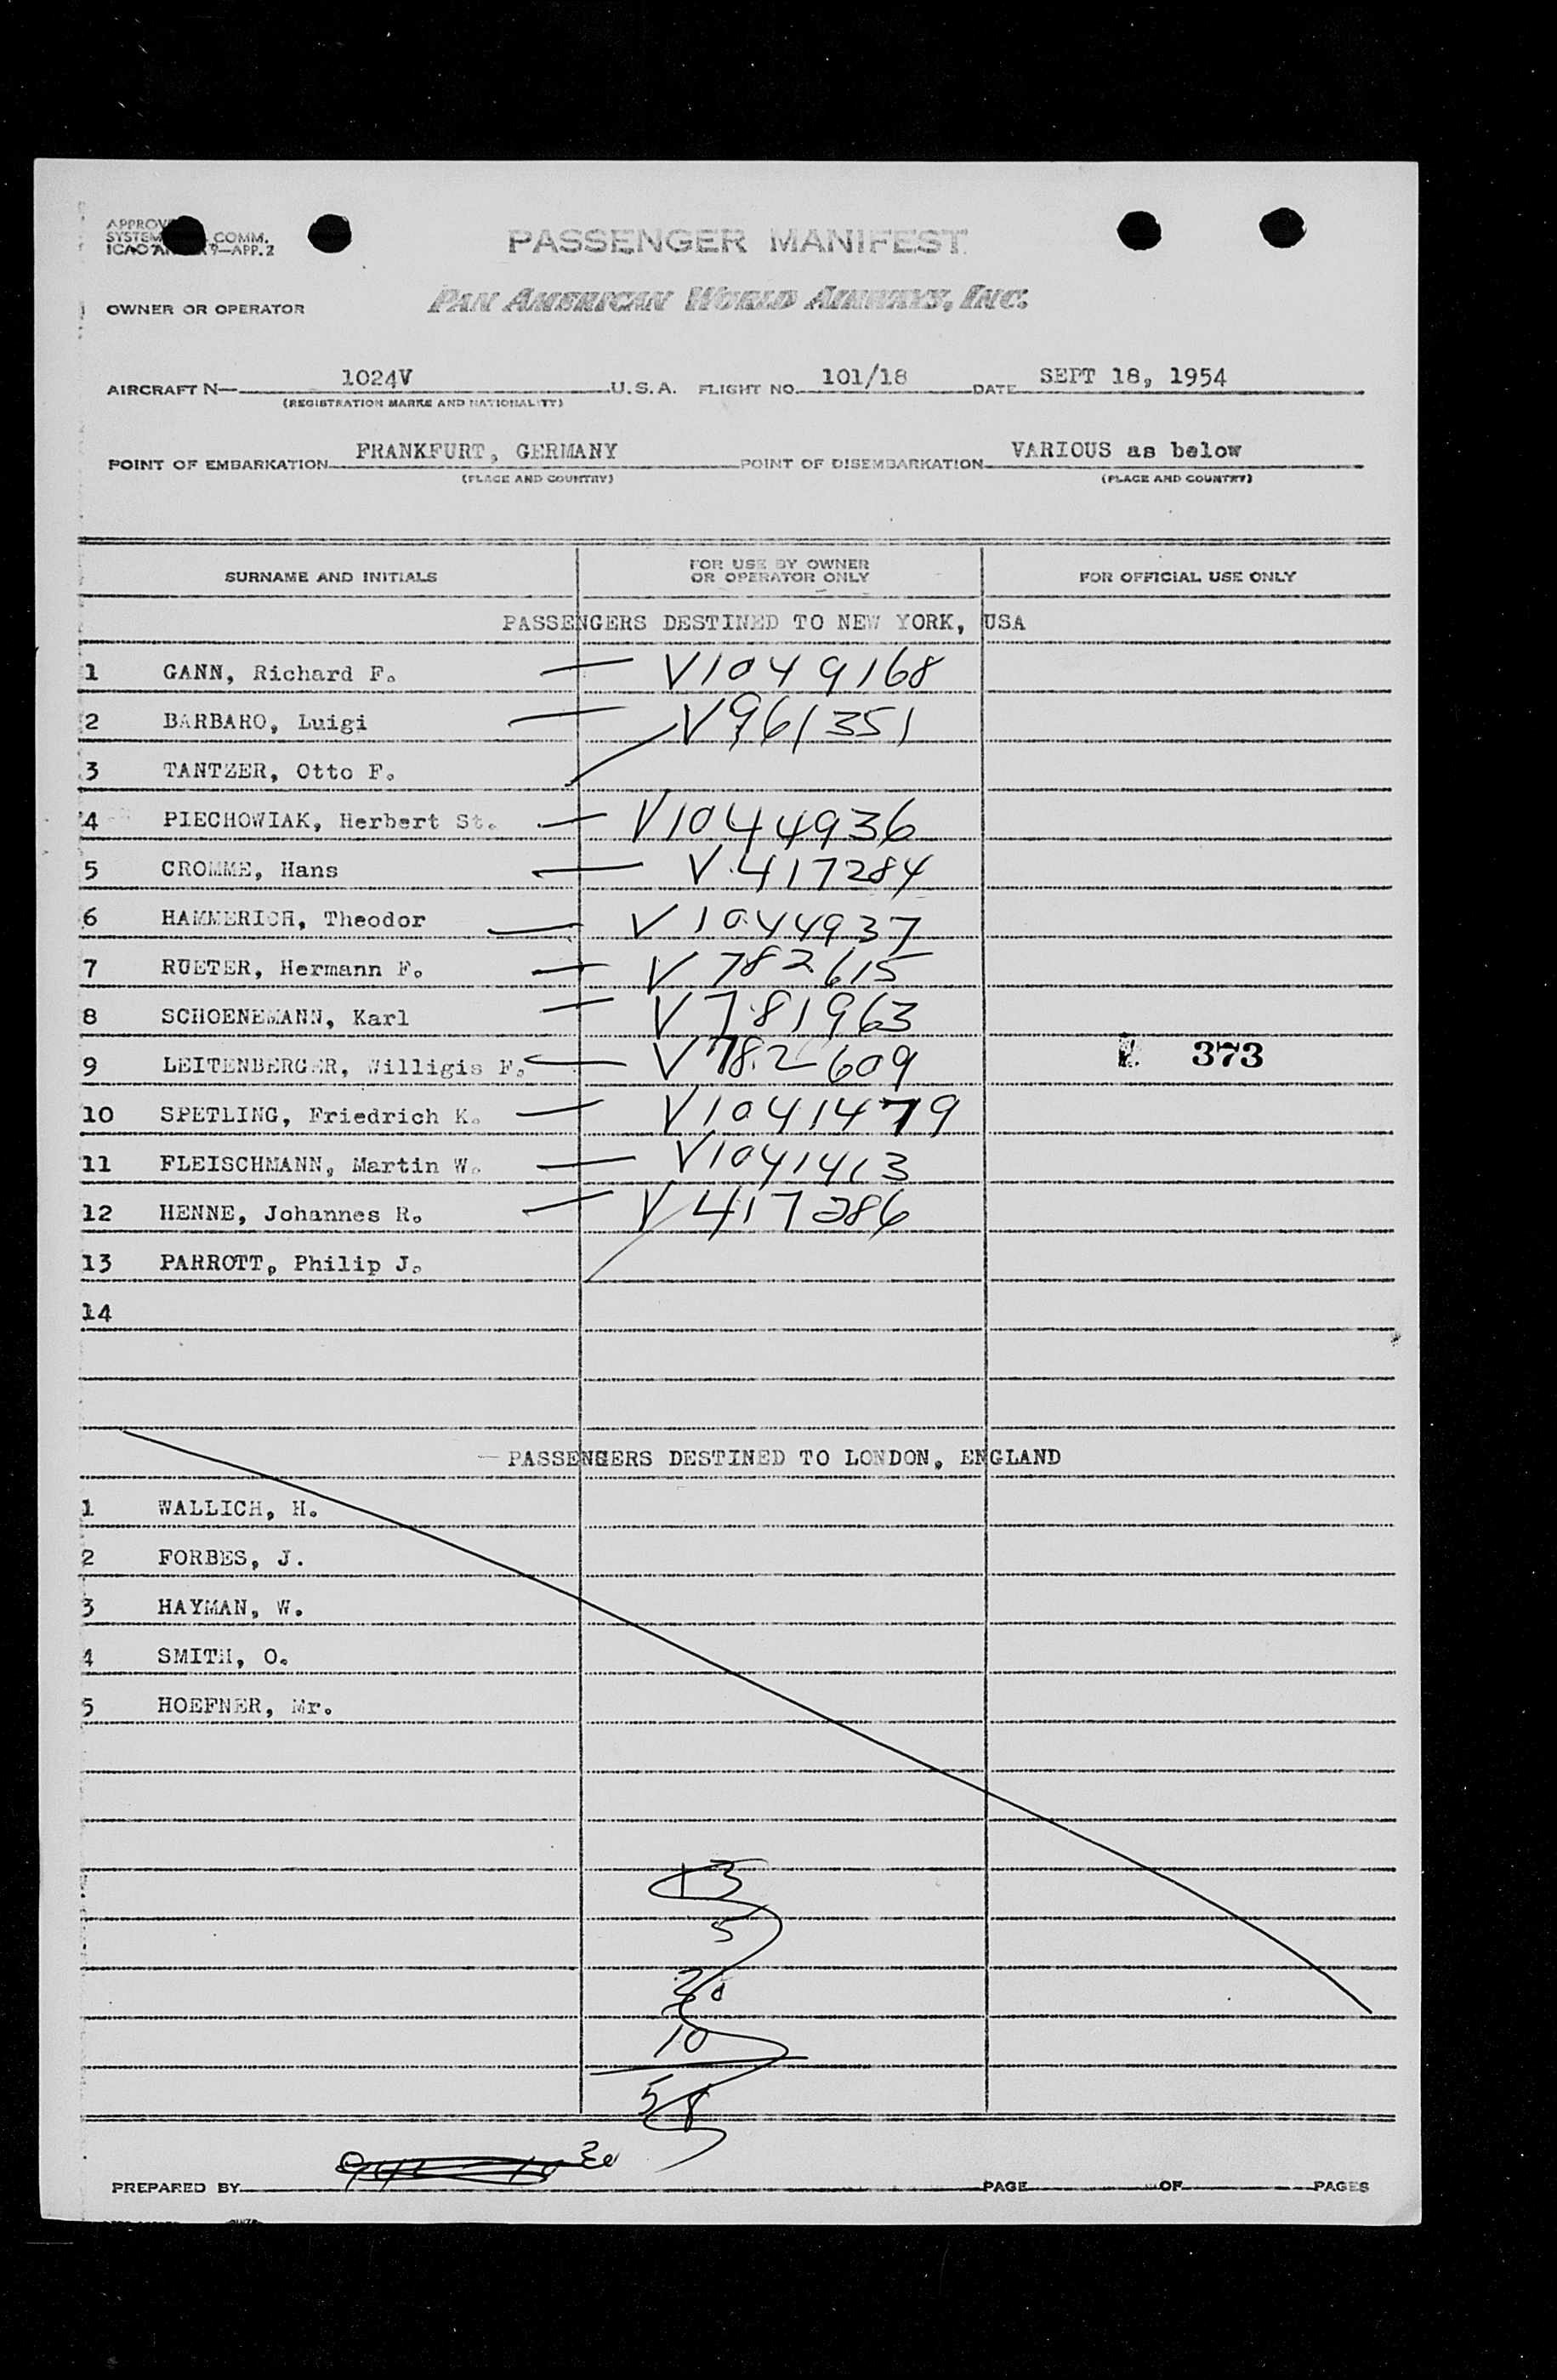 PASSENGER MANIFEST
COMM.
—APP.2
OWNER OR OPERATOR PAN AMERICAN WORLD AIRWAYS, INC.
AIRCRAFT N— 1024V U.S.A. FLIGHT NO. 101/18 DATE SEPT 18, 1954
(REGISTRATION MARKS AND NATIONALITY)
POINT OF EMBARKATION FRANKFURT, GERMANY POINT OF DISEMBARKATION VARIOUS as below
(PLACE AND COUNTRY) (PLACE AND COUNTRY)
SURNAME AND INITIALS FOR USE BY OWNER OR OPERATOR ONLY FOR OFFICIAL USE ONLY
PASSENGERS DESTINED TO NEW YORK, USA
1 GANN, Richard F. — V1049168
2 BARBARO, Luigi — V961351
3 TANTZER, Otto F.
4 PIECHOWIAK, Herbert St. — V1044936
5 CROMME, Hans — V417284
6 HAMMERICH, Theodor — V1044937
7 RUETER, Hermann F. — V782615
8 SCHOENEMANN, Karl — V781963
9 LEITENBERGER, Willigis F. — V782609 373
10 SPETLING, Friedrich K. — V1041479
11 FLEISCHMANN, Martin W. — V1041413
12 HENNE, Johannes R. — V417286
13 PARROTT, Philip J.
14
PASSENGERS DESTINED TO LONDON, ENGLAND
1 WALLICH, H.
2 FORBES, J.
3 HAYMAN, W.
4 SMITH, O.
5 HOEFNER, Mr.
13
5
30
10
58
PREPARED BY PAGE OF PAGES